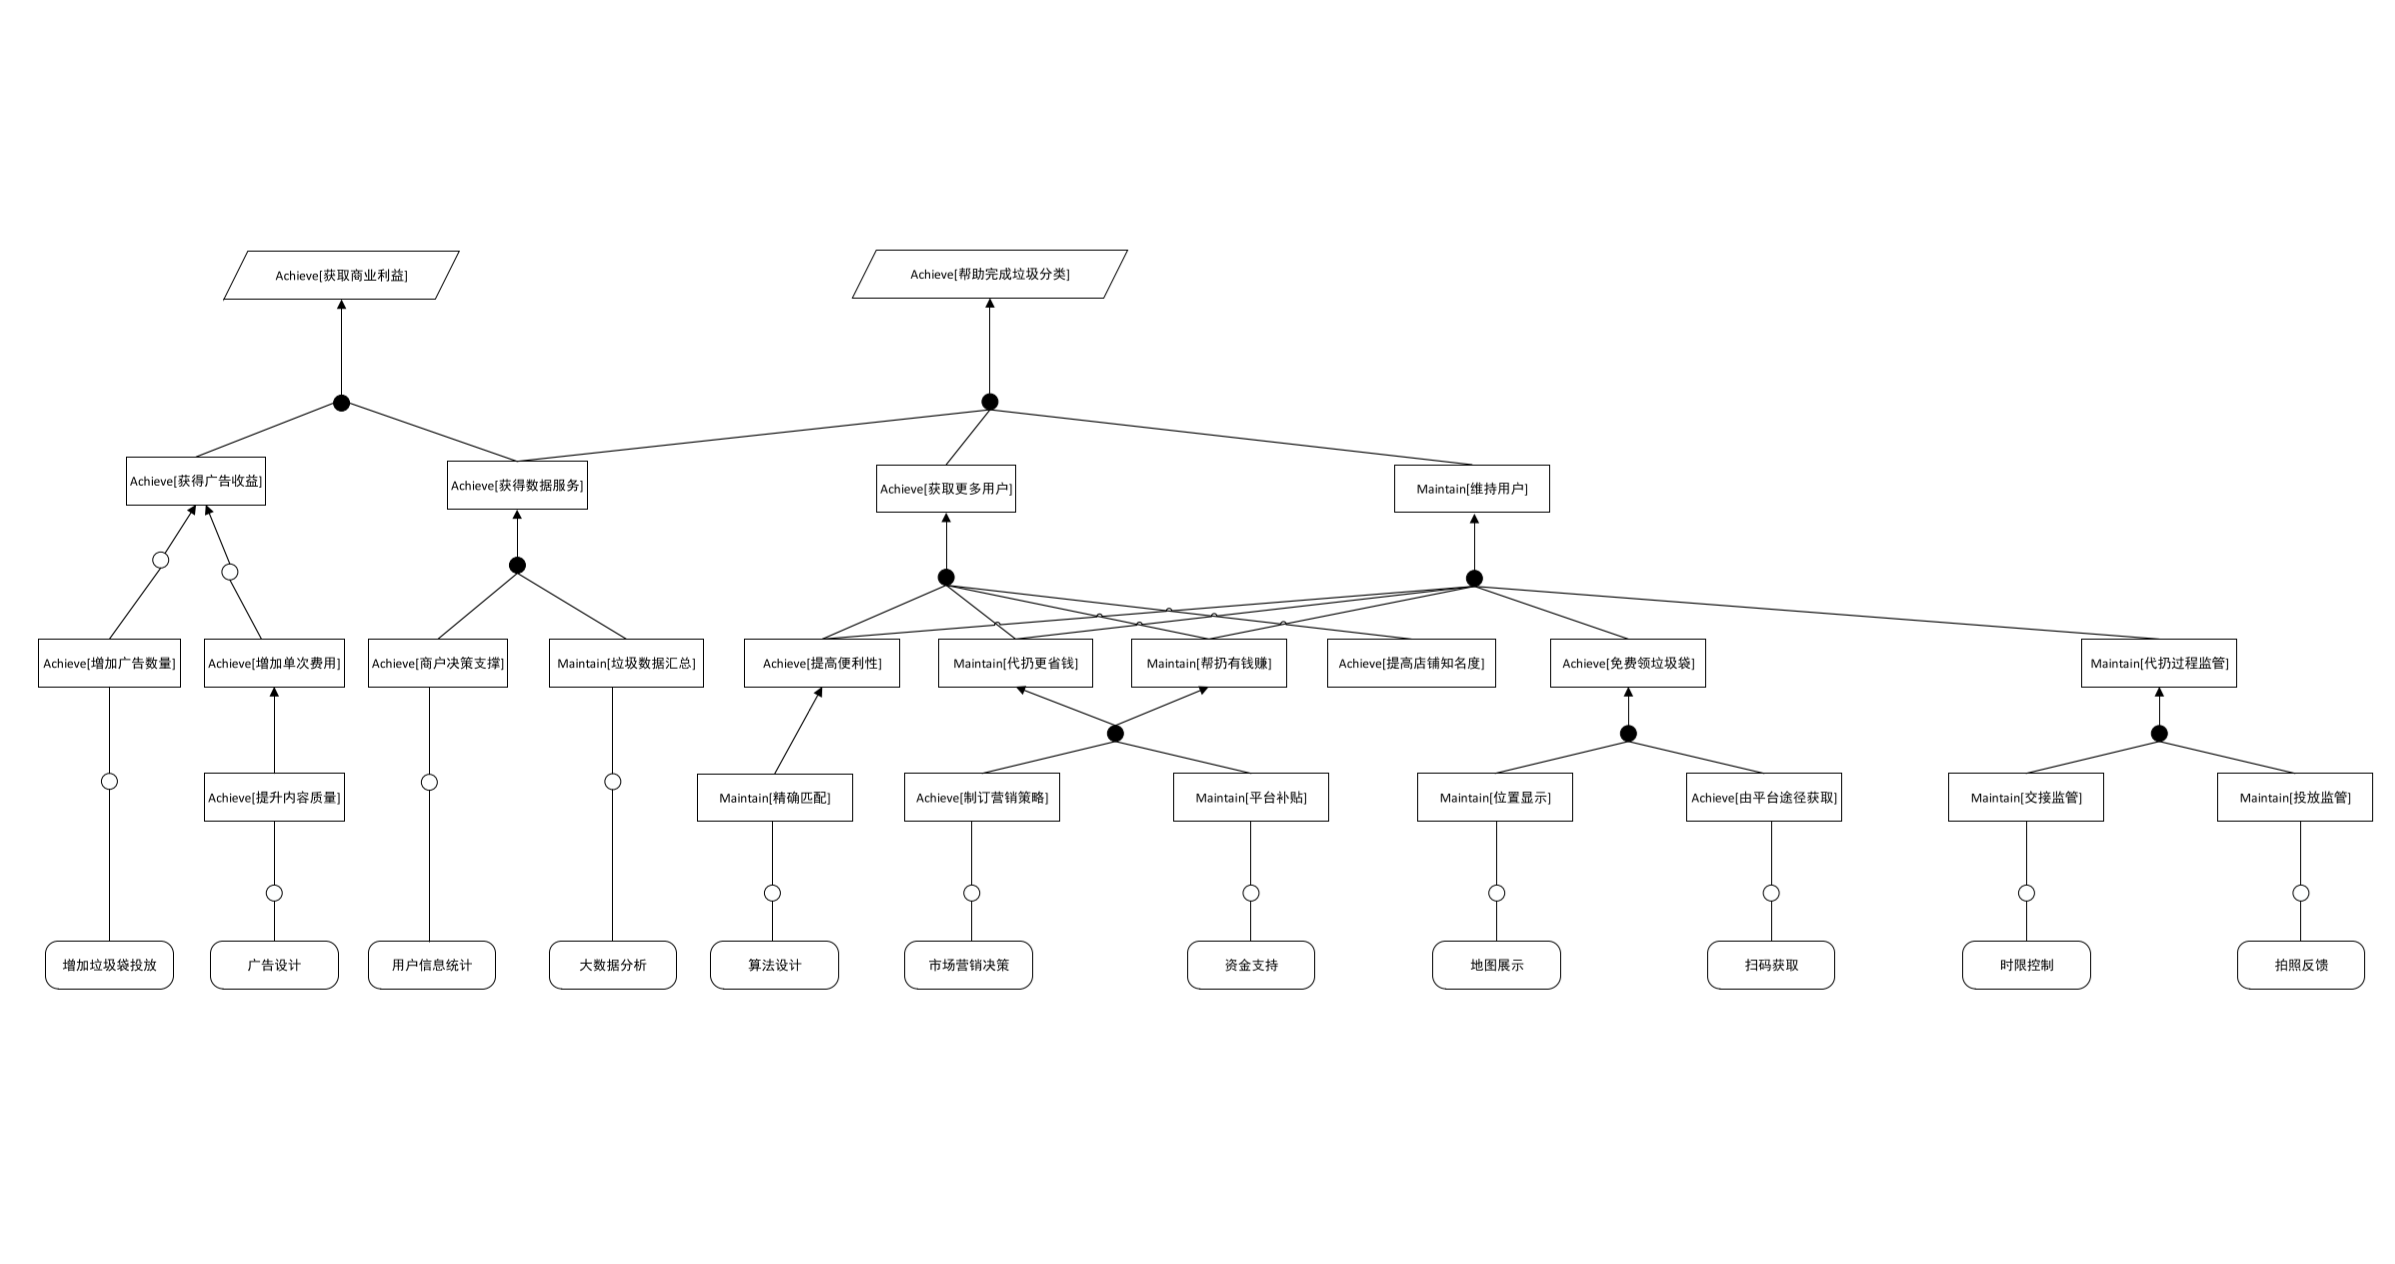 Achieve[获取商业利益]
Achieve[帮助完成垃圾分类]
Achieve[获得广告收益]
Achieve[获得数据服务]
Achieve[获取更多用户]
Maintain[维持用户]
Achieve[增加广告数量]
Achieve[增加单次费用]
Achieve[商户决策支撑]
Maintain[垃圾数据汇总]
Achieve[提高便利性]
Maintain[代扔更省钱]
Maintain[帮扔有钱赚]
Achieve[提高店铺知名度]
Achieve[免费领垃圾袋]
Maintain[代扔过程监管]
Achieve[提升内容质量]
Maintain[精确匹配]
Achieve[制订营销策略]
Maintain[平台补贴]
Maintain[位置显示]
Achieve[由平台途径获取]
Maintain[交接监管]
Maintain[投放监管]
增加垃圾袋投放
广告设计
用户信息统计
大数据分析
算法设计
市场营销决策
资金支持
地图展示
扫码获取
时限控制
拍照反馈